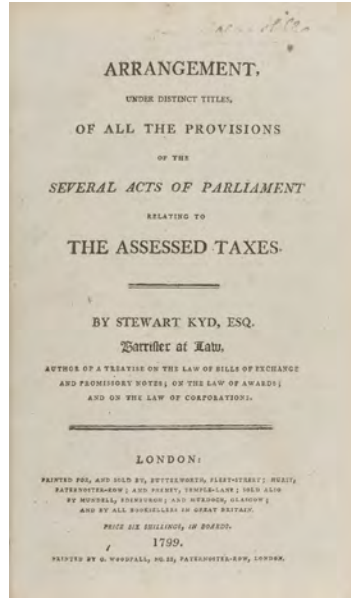 ARRANGEMENT,
UNDER DISTINCT TITLES,
OF ALL THE PROVISIONS
OF THE
SEVERAL ACTS OF PARLIAMENT
RELATING TO
THE ASSESSED TAXES.
BY STEWART KYD, ESQ.
Barrister at Law,
AUTHOR OF A TREATISE ON THE LAW OF BILLS OF EXCHANGE
AND PROMISSORY NOTES; ON THE LAW OF AWARDS;
AND ON THE LAW OF CORPORATIONS.
LONDON:
PRINTED FOR, AND SOLD BY, BUTTERWORTH, FLEET-STREET;
PATERNOSTER-ROW; AND PHENEY, TEMPLE-LANE; SOLD ALSO
BY MUNDELL, EDINBURGH; AND MURDOCH, GLASGOW;
AND BY ALL BOOKSELLERS IN GREAT BRITAIN.
PRICE SIX SHILLINGS, IN BOARDS.
1799.
PRINTED BY G. WOODFALL, NO. 22, PATERNOSTER-ROW, LONDON.